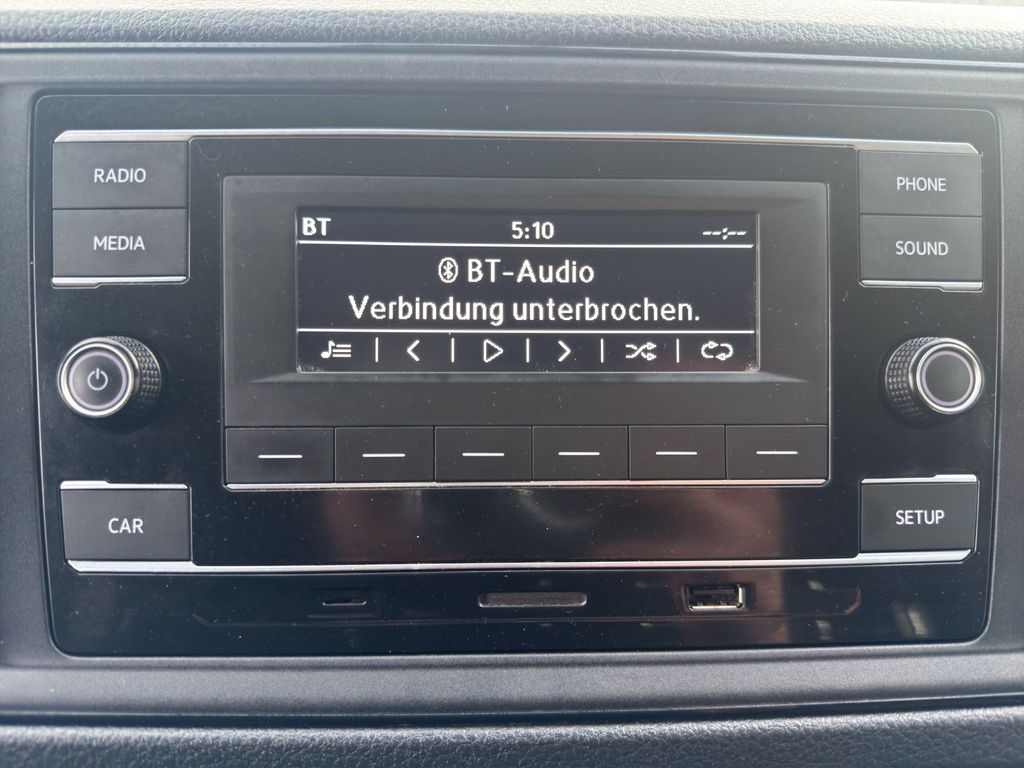 RADIO
MEDIA
CAR
BT 5:10 --:--
BT-Audio
Verbindung unterbrochen.
PHONE
SOUND
SETUP